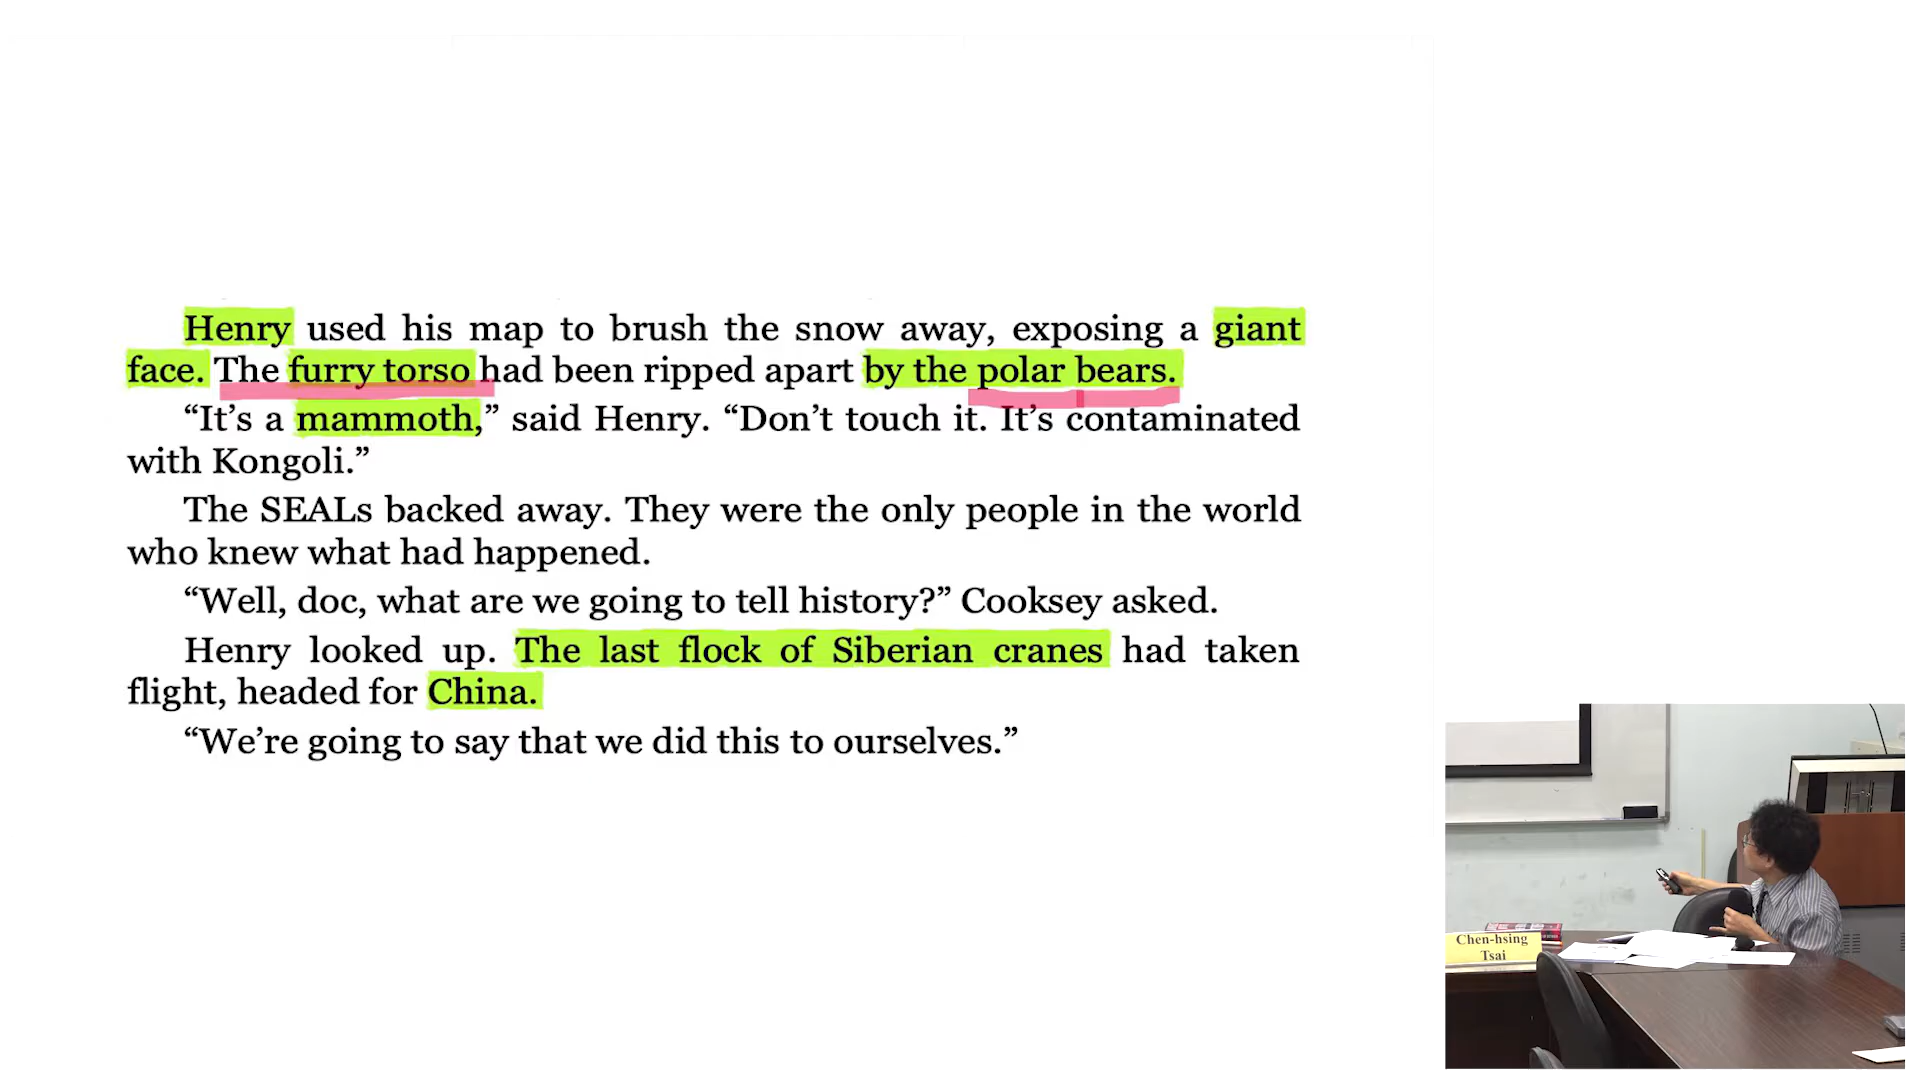 Henry used his map to brush the snow away, exposing a giant
face. The furry torso had been ripped apart by the polar bears.
“It’s a mammoth,” said Henry. “Don’t touch it. It’s contaminated
with Kongoli.”
The SEALs backed away. They were the only people in the world
who knew what had happened.
“Well, doc, what are we going to tell history?” Cooksey asked.
Henry looked up. The last flock of Siberian cranes had taken
flight, headed for China.
“We’re going to say that we did this to ourselves.”
Chen-hsing
Tsai